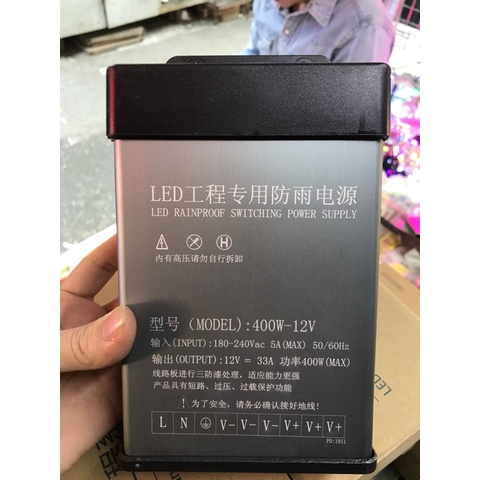 LED工程专用防雨电源
LED RAINPROOF SWITCHING POWER SUPPLY
内有高压请勿自行拆卸
型号(MODEL):400W-12V
输入(INPUT):180-240Vac 5A(MAX) 50/60Hz
输出(OUTPUT):12V = 33A 功率400W(MAX)
线路板进行三防漆处理,适应能力更强
产品具有短路、过压、过载保护功能
!为了安全,请务必确认接好地线!
L N V- V- V- V+ V+ V+
PD:1911
LED